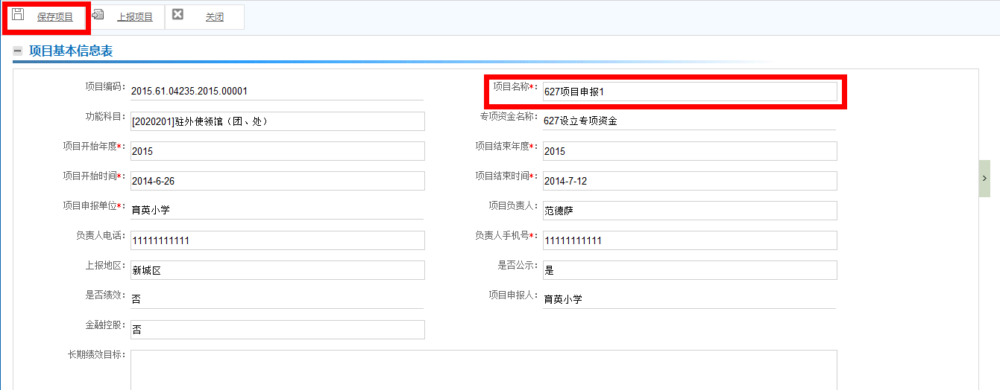 保存项目 上报项目 关闭
项目基本信息表
项目编码: 2015.61.04235.2015.00001 项目名称*: 627项目申报1
功能科目: [2020201]驻外使领馆（团、处） 专项资金名称: 627设立专项资金
项目开始年度*: 2015 项目结束年度*: 2015
项目开始时间*: 2014-6-26 项目结束时间*: 2014-7-12
项目申报单位*: 育英小学 项目负责人: 范德萨
负责人电话: 11111111111 负责人手机号*: 11111111111
上报地区: 新城区 是否公示: 是
是否绩效: 否 项目申报人: 育英小学
金融控股: 否
长期绩效目标: